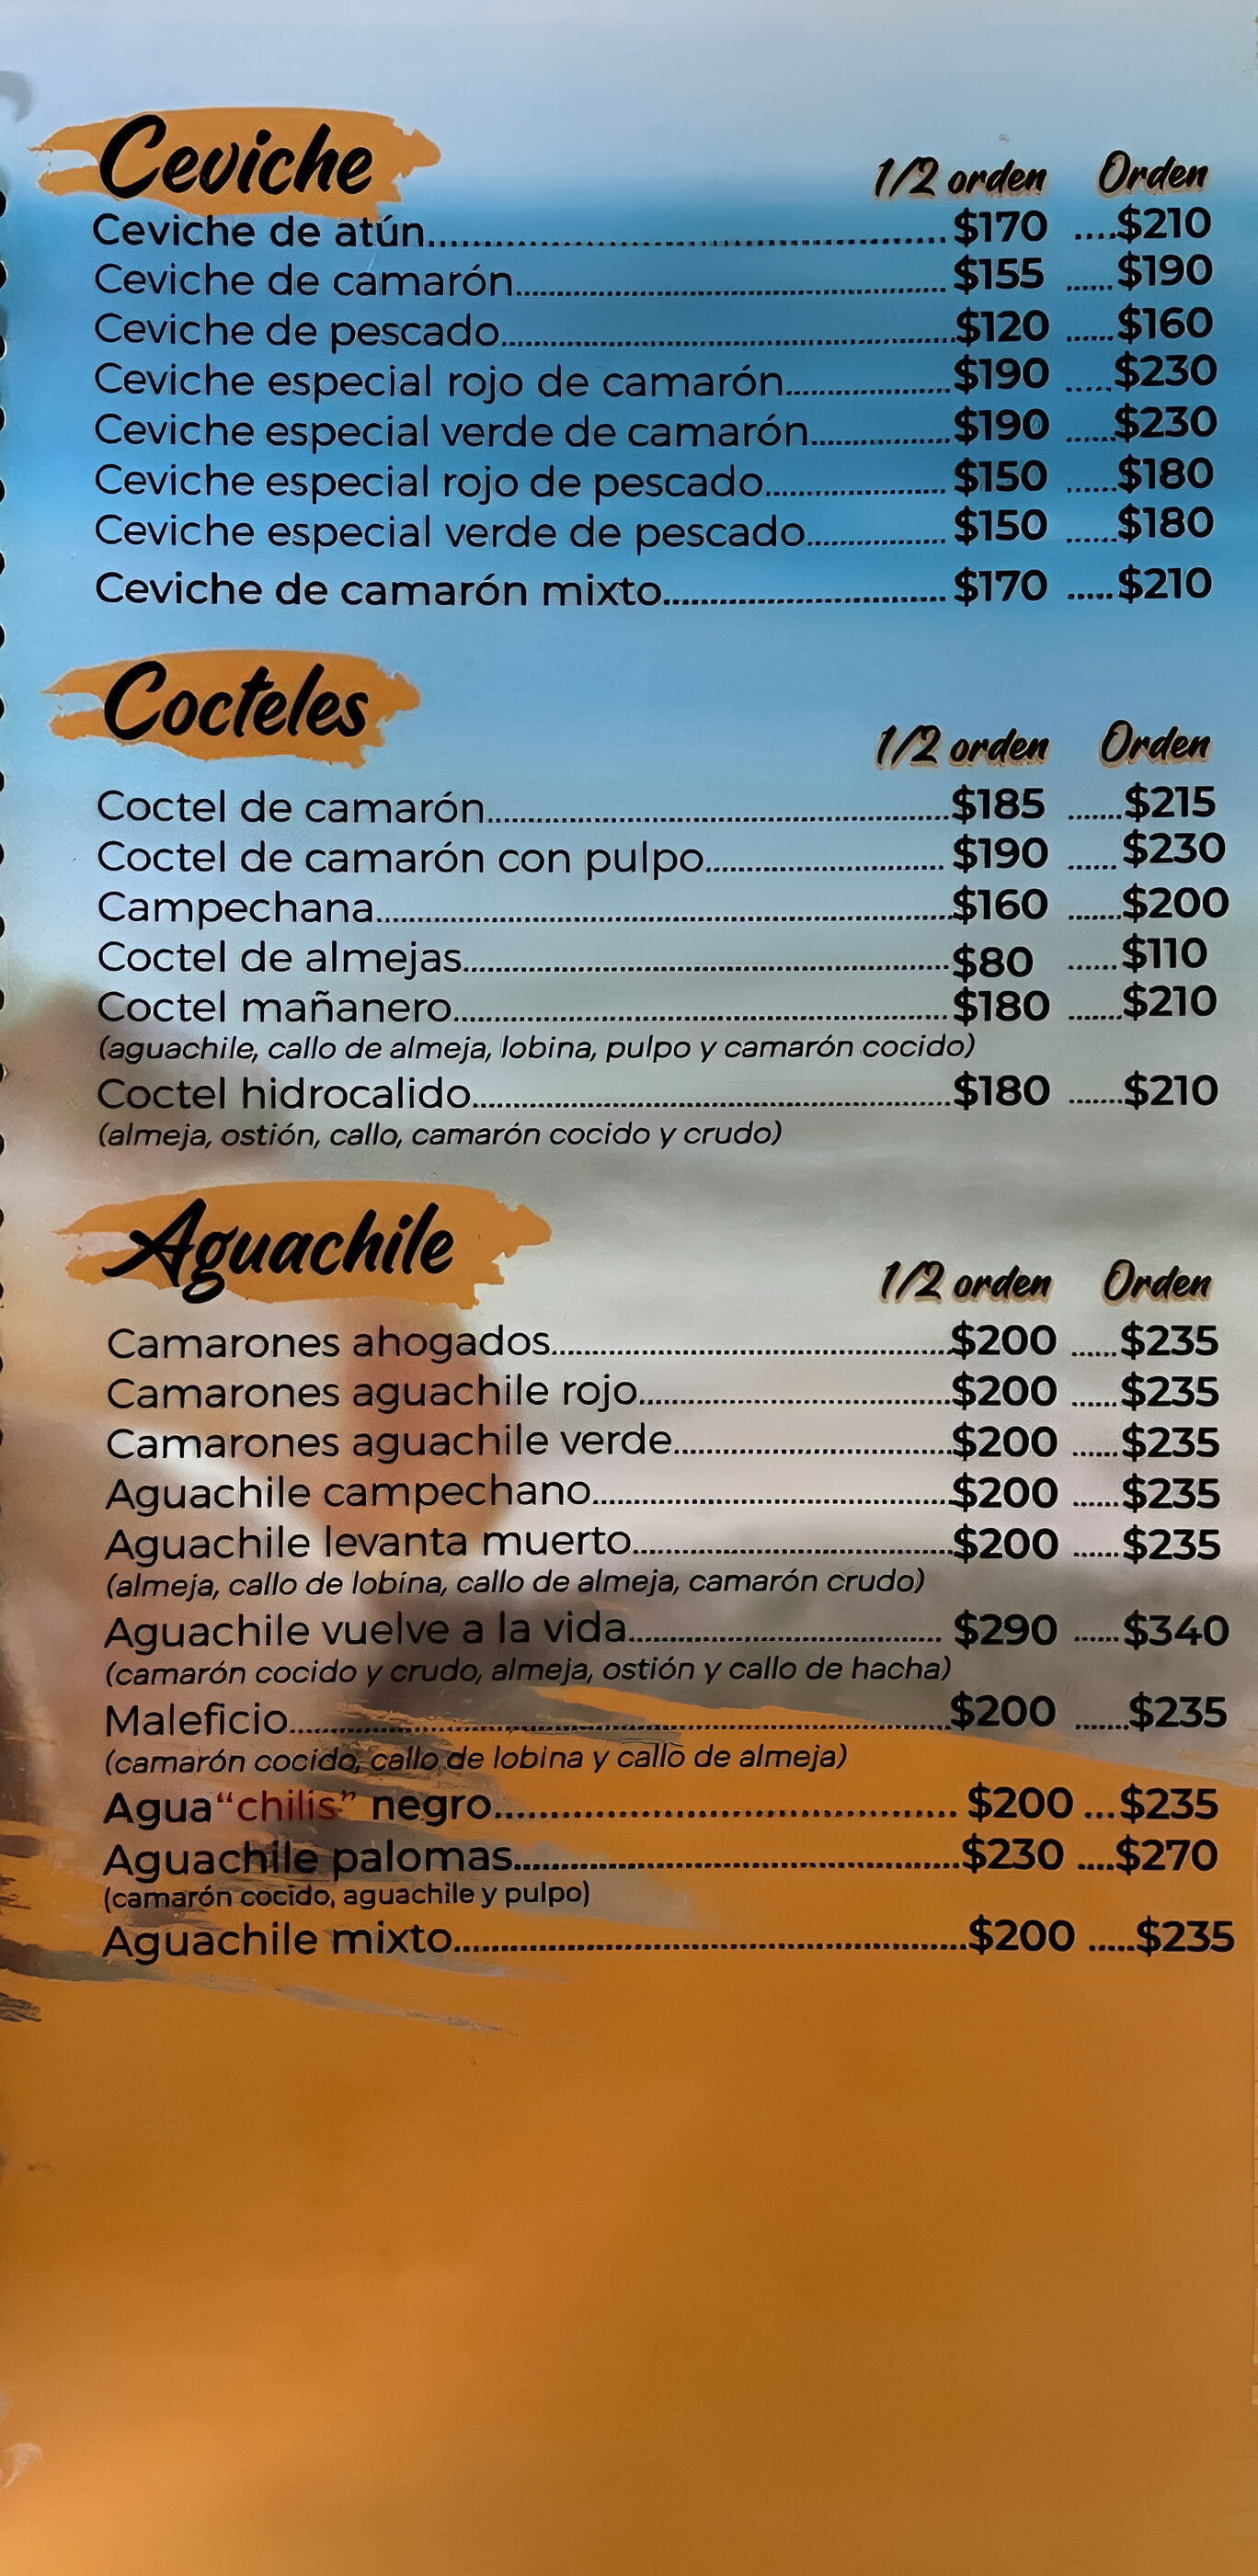 Ceviche
1/2 orden Orden
Ceviche de atún........$170 ....$210
Ceviche de camarón........$155 ......$190
Ceviche de pescado........$120 ......$160
Ceviche especial rojo de camarón........$190 .....$230
Ceviche especial verde de camarón........$190 ......$230
Ceviche especial rojo de pescado........$150 ......$180
Ceviche especial verde de pescado........$150 ......$180
Ceviche de camarón mixto........$170 .....$210
Cocteles
1/2 orden Orden
Coctel de camarón........$185 .......$215
Coctel de camarón con pulpo........$190 ......$230
Campechana........$160 .......$200
Coctel de almejas........$80 ......$110
Coctel mañanero........$180 .......$210
(aguachile, callo de almeja, lobina, pulpo y camarón cocido)
Coctel hidrocalido........$180 .......$210
(almeja, ostión, callo, camarón cocido y crudo)
Aguachile
1/2 orden Orden
Camarones ahogados........$200 ......$235
Camarones aguachile rojo........$200 ......$235
Camarones aguachile verde........$200 ......$235
Aguachile campechano........$200 ......$235
Aguachile levanta muerto........$200 ......$235
(almeja, callo de lobina, callo de almeja, camarón crudo)
Aguachile vuelve a la vida........$290 ......$340
(camarón cocido y crudo, almeja, ostión y callo de hacha)
Maleficio........$200 .......$235
(camarón cocido, callo de lobina y callo de almeja)
Agua“chilis” negro........$200 ...$235
Aguachile palomas........$230 ....$270
(camarón cocido, aguachile y pulpo)
Aguachile mixto........$200 .....$235